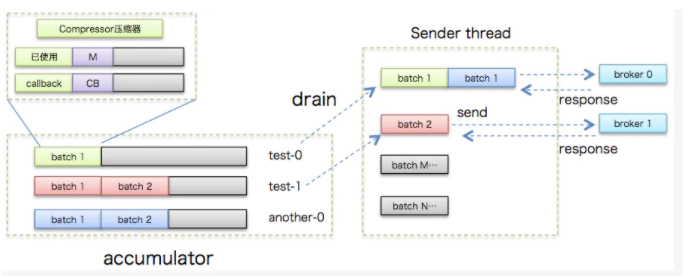 Compressor压缩器
已使用 M
callback CB
batch 1 test-0
batch 1 batch 2 test-1
batch 1 batch 2 another-0
accumulator
drain
Sender thread
batch 1 batch 1 broker 0
response
send
batch 2 broker 1
response
batch M…
batch N…